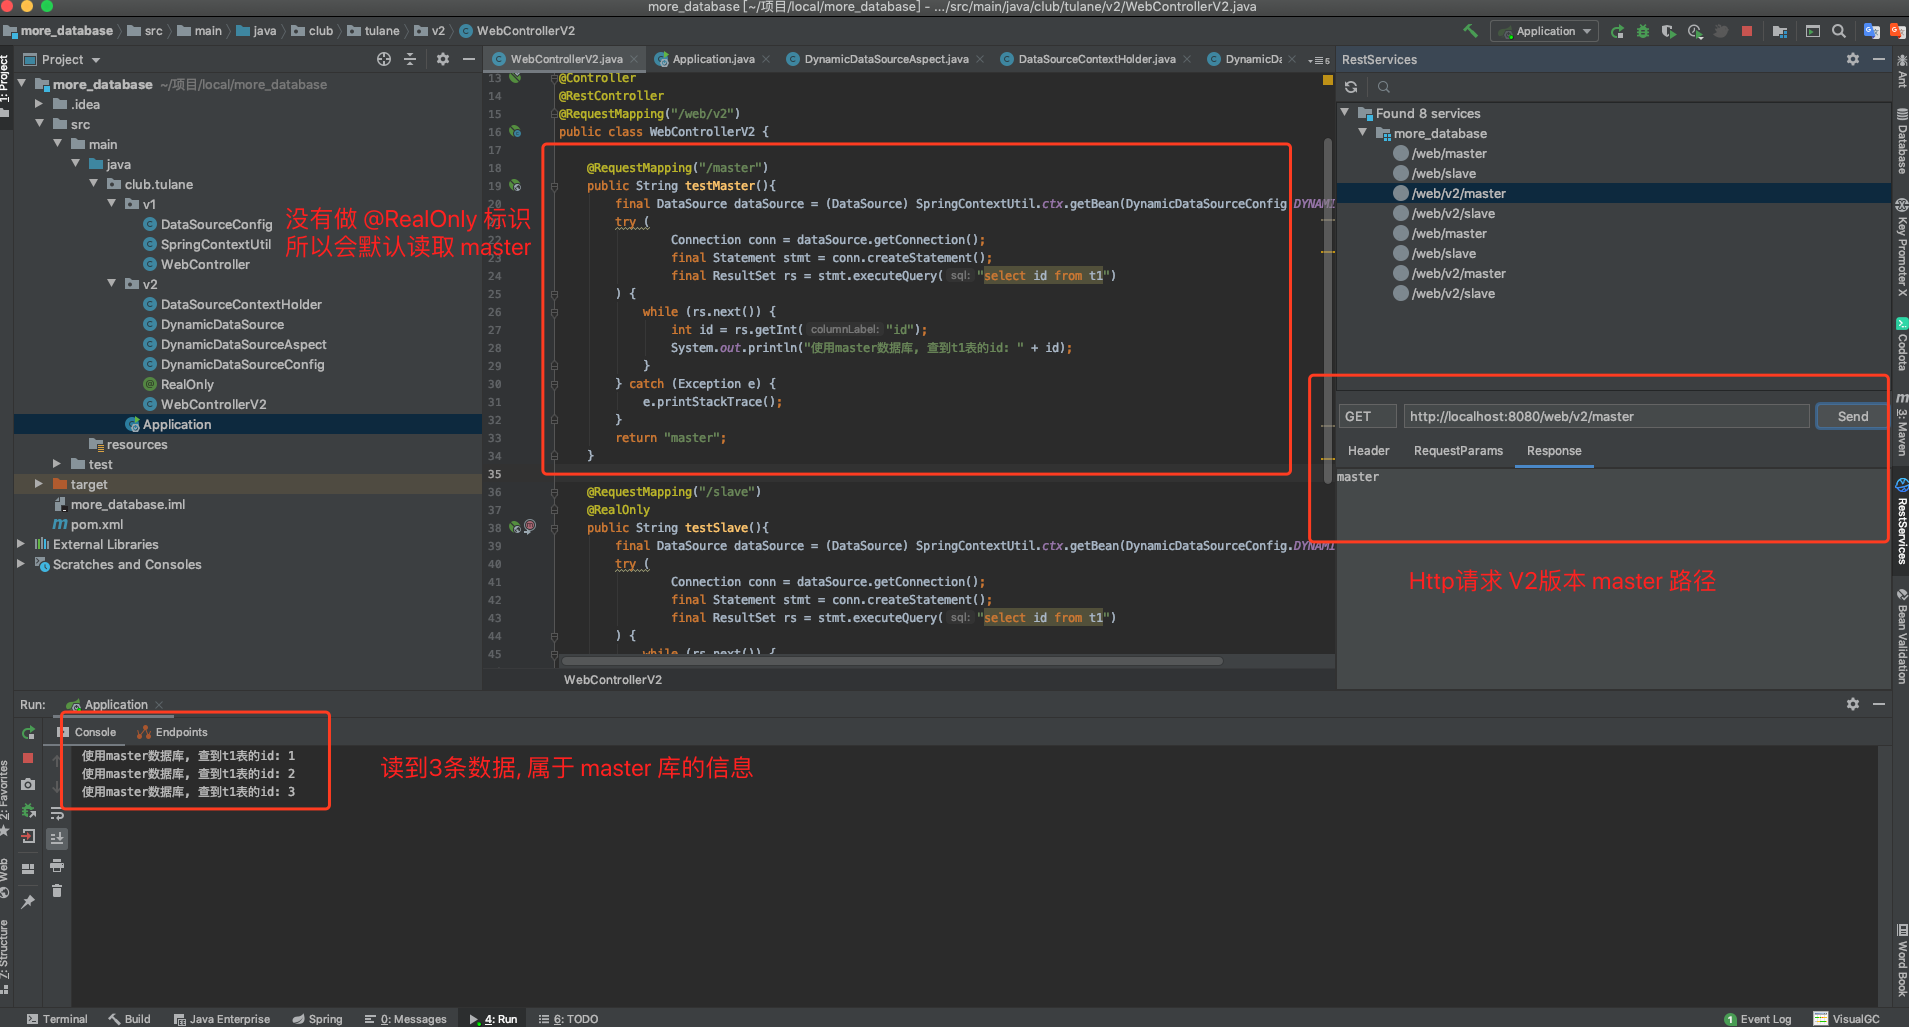 more_database [~/项目/local/more_database] - .../src/main/java/club/tulane/v2/WebControllerV2.java
more_database src main java club tulane v2 WebControllerV2
Application
1: Project
Project
more_database ~/项目/local/more_database
.idea
src
main
java
club.tulane
v1
DataSourceConfig
SpringContextUtil
WebController
v2
DataSourceContextHolder
DynamicDataSource
DynamicDataSourceAspect
DynamicDataSourceConfig
RealOnly
WebControllerV2
Application
resources
test
target
more_database.iml
pom.xml
External Libraries
Scratches and Consoles
没有做 @RealOnly 标识
所以会默认读取 master
WebControllerV2.java Application.java DynamicDataSourceAspect.java DataSourceContextHolder.java DynamicDa
13 @Controller
14 @RestController
15 @RequestMapping("/web/v2")
16 public class WebControllerV2 {
17
18 @RequestMapping("/master")
19 public String testMaster(){
20 final DataSource dataSource = (DataSource) SpringContextUtil.ctx.getBean(DynamicDataSourceConfig.DYNAMI
try (
22 Connection conn = dataSource.getConnection();
23 final Statement stmt = conn.createStatement();
24 final ResultSet rs = stmt.executeQuery( sql: "select id from t1")
25 ) {
26 while (rs.next()) {
27 int id = rs.getInt( columnLabel: "id");
28 System.out.println("使用master数据库, 查到t1表的id: " + id);
29 }
30 } catch (Exception e) {
31 e.printStackTrace();
32 }
33 return "master";
34 }
35
36 @RequestMapping("/slave")
37 @RealOnly
38 public String testSlave(){
39 final DataSource dataSource = (DataSource) SpringContextUtil.ctx.getBean(DynamicDataSourceConfig.DYNAMI
40 try (
41 Connection conn = dataSource.getConnection();
42 final Statement stmt = conn.createStatement();
43 final ResultSet rs = stmt.executeQuery( sql: "select id from t1")
44 ) {
45 while (rs.next()) {
WebControllerV2
RestServices
Found 8 services
more_database
/web/master
/web/slave
/web/v2/master
/web/v2/slave
/web/master
/web/slave
/web/v2/master
/web/v2/slave
GET http://localhost:8080/web/v2/master Send
Header RequestParams Response
master
Http请求 V2版本 master 路径
Ant
Database
Key Promoter X
Codota
3: Maven
RestServices
Bean Validation
Word Book
Run: Application
Console Endpoints
使用master数据库, 查到t1表的id: 1
使用master数据库, 查到t1表的id: 2
使用master数据库, 查到t1表的id: 3
读到3条数据, 属于 master 库的信息
2: Favorites
Web
7: Structure
Terminal Build Java Enterprise Spring 0: Messages 4: Run 6: TODO
1 Event Log VisualGC